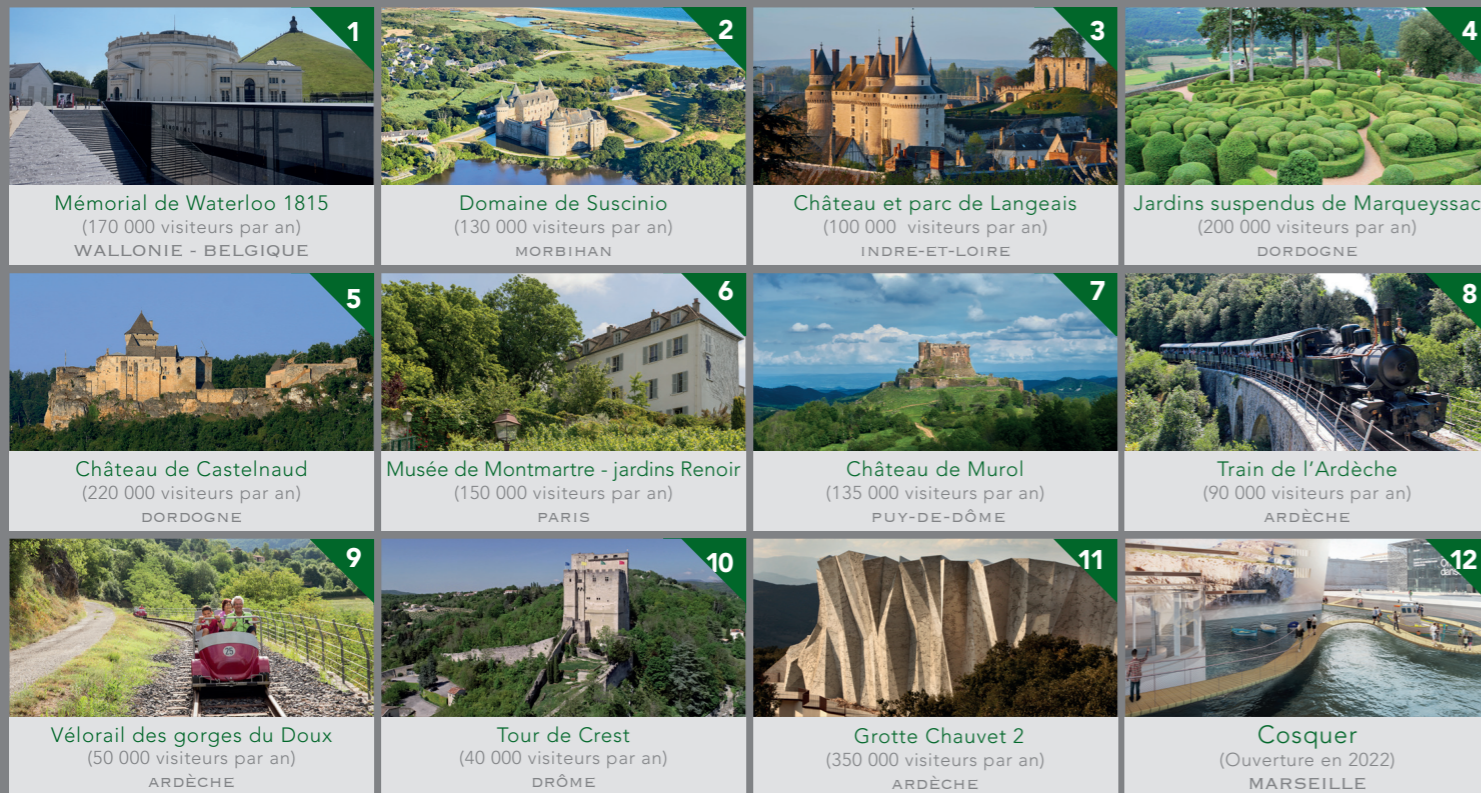 1
Mémorial de Waterloo 1815
(170 000 visiteurs par an)
WALLONIE - BELGIQUE
2
Domaine de Suscinio
(130 000 visiteurs par an)
MORBIHAN
3
Château et parc de Langeais
(100 000 visiteurs par an)
INDRE-ET-LOIRE
4
Jardins suspendus de Marqueyssac
(200 000 visiteurs par an)
DORDOGNE
5
Château de Castelnaud
(220 000 visiteurs par an)
DORDOGNE
6
Musée de Montmartre - jardins Renoir
(150 000 visiteurs par an)
PARIS
7
Château de Murol
(135 000 visiteurs par an)
PUY-DE-DÔME
8
Train de l'Ardèche
(90 000 visiteurs par an)
ARDÈCHE
9
25
Vélorail des gorges du Doux
(50 000 visiteurs par an)
ARDÈCHE
10
Tour de Crest
(40 000 visiteurs par an)
DRÔME
11
Grotte Chauvet 2
(350 000 visiteurs par an)
ARDÈCHE
12
Cosquer
(Ouverture en 2022)
MARSEILLE